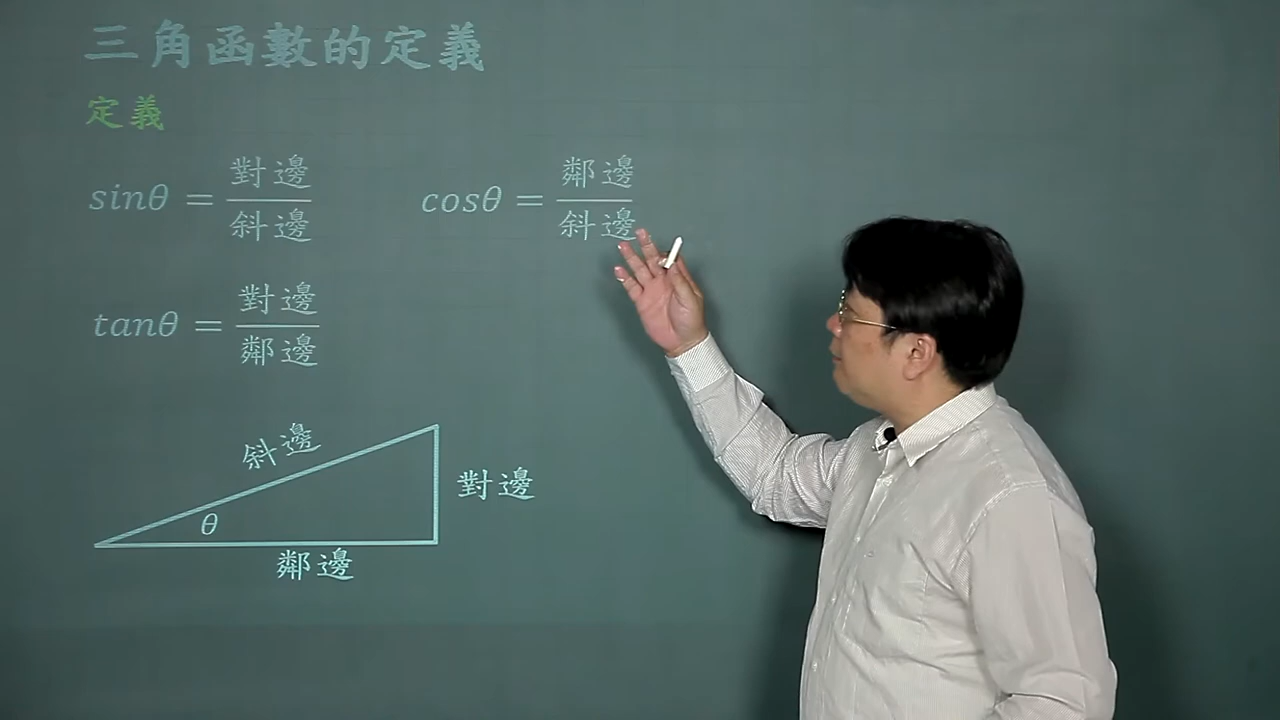 三角函數的定義
定義
sinθ = 對邊/斜邊 cosθ = 鄰邊/斜邊
tanθ = 對邊/鄰邊
斜邊
對邊
θ
鄰邊